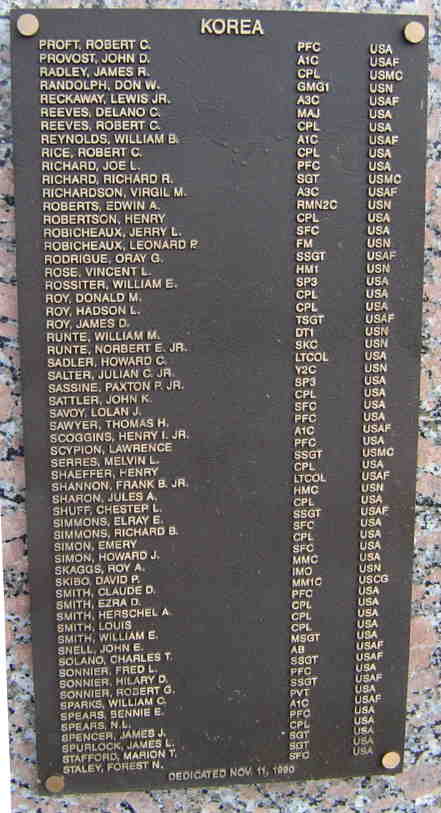 KOREA
PROFT, ROBERT C. PFC USA
PROVOST, JOHN D. A1C USAF
RADLEY, JAMES R. CPL USMC
RANDOLPH, DON W. GMG1 USN
RECKAWAY, LEWIS JR. A3C USAF
REEVES, DELANO C. MAJ USA
REEVES, ROBERT C. CPL USA
REYNOLDS, WILLIAM B. A1C USAF
RICE, ROBERT C. CPL USA
RICHARD, JOE L. PFC USA
RICHARD, RICHARD R. SGT USMC
RICHARDSON, VIRGIL M. A3C USAF
ROBERTS, EDWIN A. RMN2C USN
ROBERTSON, HENRY CPL USA
ROBICHEAUX, JERRY L. SFC USA
ROBICHEAUX, LEONARD P. FM USN
RODRIGUE, ORAY G. SSGT USAF
ROSE, VINCENT L. HM1 USN
ROSSITER, WILLIAM E. SP3 USA
ROY, DONALD M. CPL USA
ROY, HADSON L. CPL USA
ROY, JAMES D. TSGT USAF
RUNTE, WILLIAM M. DT1 USN
RUNTE, NORBERT E. JR. SKC USN
SADLER, HOWARD C. LTCOL USA
SALTER, JULIAN C. JR. Y2C USN
SASSINE, PAXTON P. JR. SP3 USA
SATTLER, JOHN K. CPL USA
SAVOY, LOLAN J. SFC USA
SAWYER, THOMAS H. PFC USA
SCOGGINS, HENRY I. JR. A1C USAF
SCYPION, LAWRENCE PFC USA
SERRES, MELVIN L. SSGT USMC
SHAEFFER, HENRY CPL USA
SHANNON, FRANK B. JR. LTCOL USAF
SHARON, JULES A. HMC USN
SHUFF, CHESTER L. CPL USA
SIMMONS, ELRAY E. SSGT USAF
SIMMONS, RICHARD B. SFC USA
SIMON, EMERY CPL USA
SIMON, HOWARD J. SFC USA
SKAGGS, ROY A. MMC USA
SKIBO, DAVID P. IMO USN
SMITH, CLAUDE D. MM1C USCG
SMITH, EZRA D. PFC USA
SMITH, HERSCHEL A. CPL USA
SMITH, LOUIS CPL USA
SMITH, WILLIAM E. CPL USA
SNELL, JOHN E. MSGT USA
SOLANO, CHARLES T. AB USAF
SONNIER, FRED L. SSGT USAF
SONNIER, HILARY D. PFC USA
SONNIER, ROBERT G. SSGT USAF
SPARKS, WILLIAM C. PVT USA
SPEARS, BENNIE E. A1C USAF
SPEARS, N.L. PFC USA
SPENCER, JAMES J. CPL USA
SPURLOCK, JAMES L. SGT USA
STAFFORD, MARION T. SGT USA
STALEY, FOREST N. SFC USA
DEDICATED NOV. 11, 1990